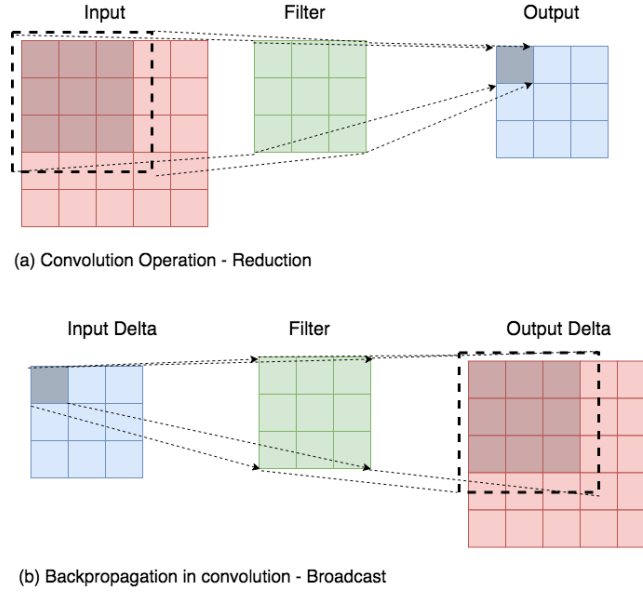 Input
Filter
Output
(a) Convolution Operation - Reduction
Input Delta
Filter
Output Delta
(b) Backpropagation in convolution - Broadcast